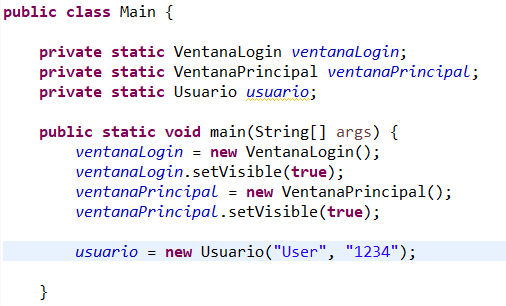 public class Main {
private static VentanaLogin ventanaLogin;
private static VentanaPrincipal ventanaPrincipal;
private static Usuario usuario;
public static void main(String[] args) {
ventanaLogin = new VentanaLogin();
ventanaLogin.setVisible(true);
ventanaPrincipal = new VentanaPrincipal();
ventanaPrincipal.setVisible(true);
usuario = new Usuario("User", "1234");
}